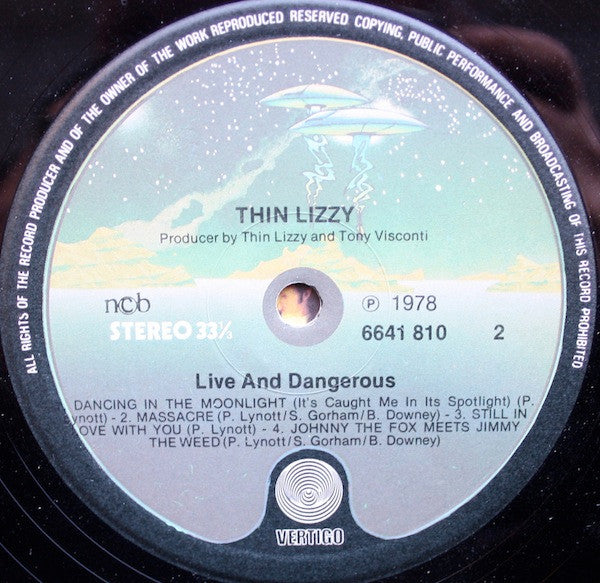 ALL RIGHTS OF THE RECORD PRODUCER AND OF THE OWNER OF THE WORK REPRODUCED RESERVED COPYING, PUBLIC PERFORMANCE AND BROADCASTING OF THIS RECORD PROHIBITED
THIN LIZZY
Producer by Thin Lizzy and Tony Visconti
ncb
Ⓟ 1978
STEREO 33⅓
6641 810 2
Live And Dangerous
DANCING IN THE MOONLIGHT (It's Caught Me In Its Spotlight) (P.
ynott) - 2. MASSACRE (P. Lynott/S. Gorham/B. Downey) - 3. STILL IN
OVE WITH YOU (P. Lynott) - 4. JOHNNY THE FOX MEETS JIMMY
THE WEED (P. Lynott/S. Gorham/B. Downey)
VERTIGO